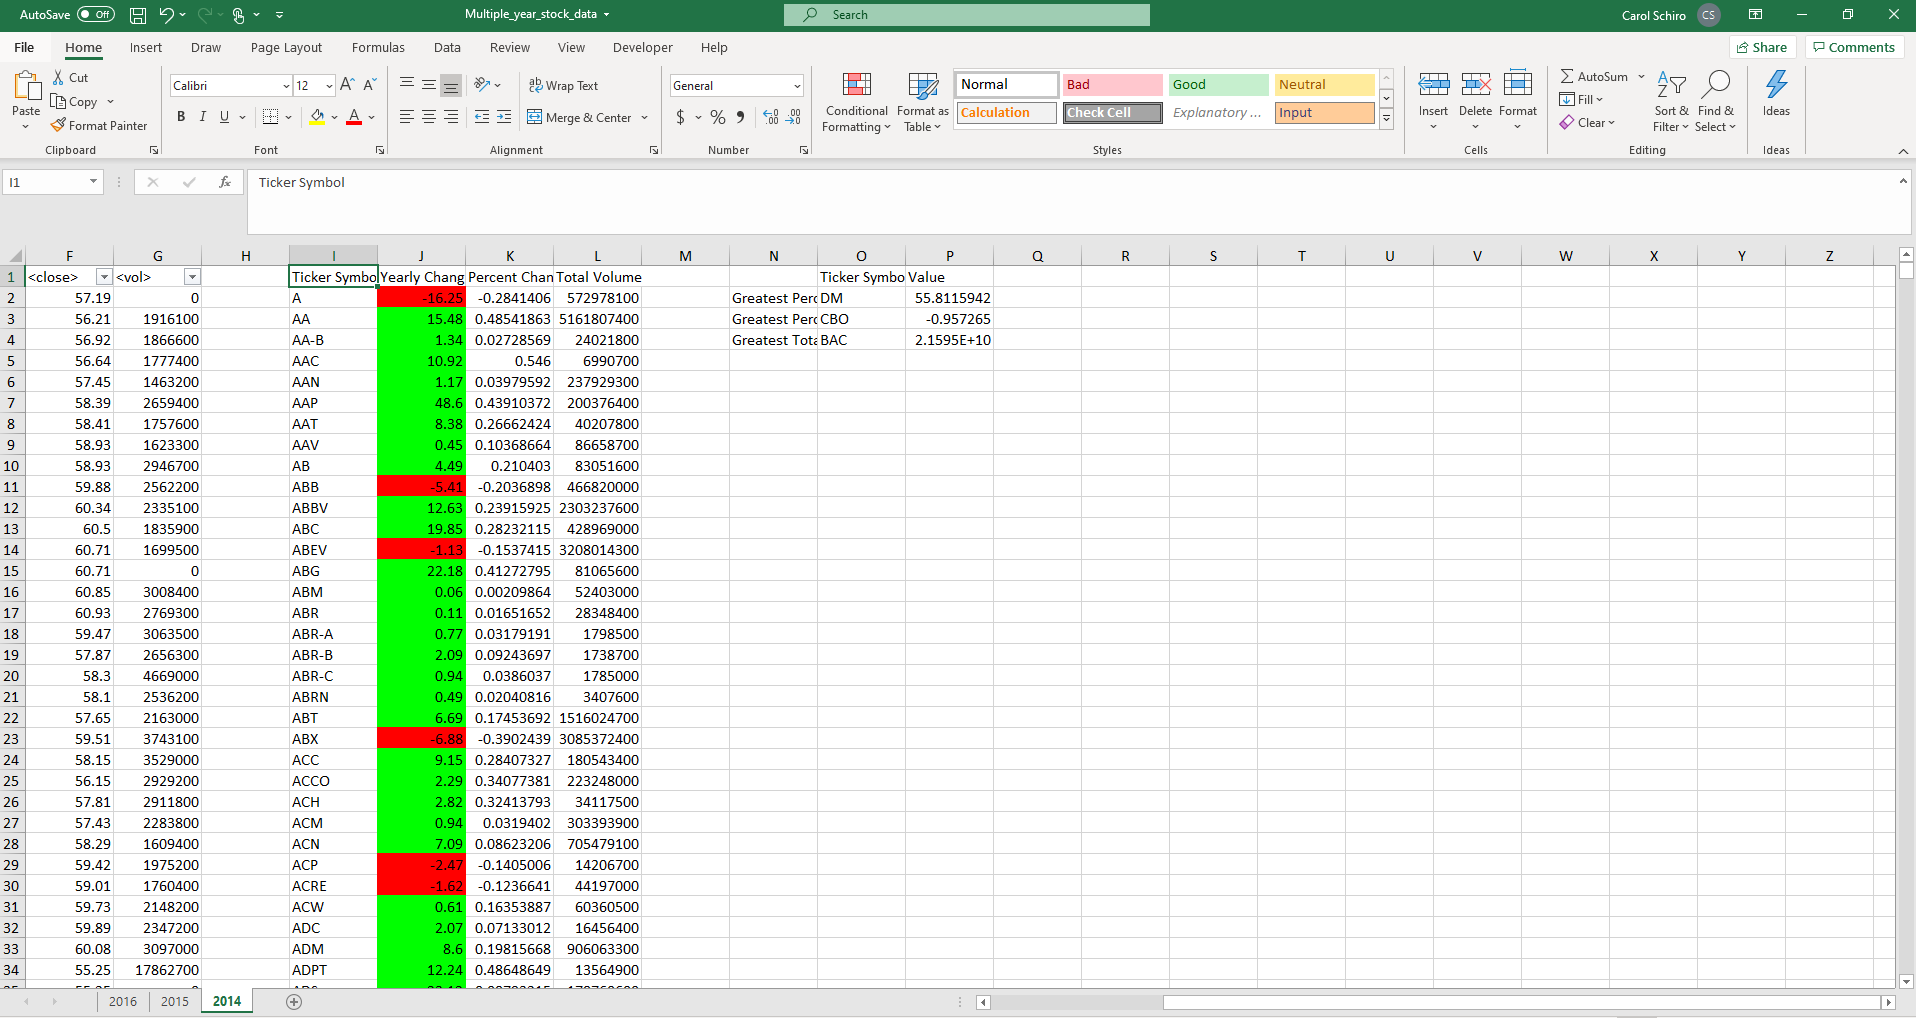 AutoSave Off Multiple_year_stock_data Search Carol Schiro CS
File Home Insert Draw Page Layout Formulas Data Review View Developer Help Share Comments
Cut
Copy
Format Painter
Paste
Clipboard
Calibri 12 A A
B I U A
Font
Wrap Text
Merge & Center
Alignment
General
$ % 9
Number
Conditional Formatting
Format as Table
Normal Bad Good Neutral
Calculation Check Cell Explanatory ... Input
Styles
Insert Delete Format
Cells
AutoSum
Fill
Clear
Sort & Filter
Find & Select
Editing
Ideas
Ideas
I1 fx Ticker Symbol
F G H I J K L M N O P Q R S T U V W X Y Z
1 <close> <vol> Ticker Symbo Yearly Chang Percent Chan Total Volume Ticker Symbo Value
2 57.19 0 A -16.25 -0.2841406 572978100 Greatest Perc DM 55.8115942
3 56.21 1916100 AA 15.48 0.48541863 5161807400 Greatest Perc CBO -0.957265
4 56.92 1866600 AA-B 1.34 0.02728569 24021800 Greatest Tota BAC 2.1595E+10
5 56.64 1777400 AAC 10.92 0.546 6990700
6 57.45 1463200 AAN 1.17 0.03979592 237929300
7 58.39 2659400 AAP 48.6 0.43910372 200376400
8 58.41 1757600 AAT 8.38 0.26662424 40207800
9 58.93 1623300 AAV 0.45 0.10368664 86658700
10 58.93 2946700 AB 4.49 0.210403 83051600
11 59.88 2562200 ABB -5.41 -0.2036898 466820000
12 60.34 2335100 ABBV 12.63 0.23915925 2303237600
13 60.5 1835900 ABC 19.85 0.28232115 428969000
14 60.71 1699500 ABEV -1.13 -0.1537415 3208014300
15 60.71 0 ABG 22.18 0.41272795 81065600
16 60.85 3008400 ABM 0.06 0.00209864 52403000
17 60.93 2769300 ABR 0.11 0.01651652 28348400
18 59.47 3063500 ABR-A 0.77 0.03179191 1798500
19 57.87 2656300 ABR-B 2.09 0.09243697 1738700
20 58.3 4669000 ABR-C 0.94 0.0386037 1785000
21 58.1 2536200 ABRN 0.49 0.02040816 3407600
22 57.65 2163000 ABT 6.69 0.17453692 1516024700
23 59.51 3743100 ABX -6.88 -0.3902439 3085372400
24 58.15 3529000 ACC 9.15 0.28407327 180543400
25 56.15 2929200 ACCO 2.29 0.34077381 223248000
26 57.81 2911800 ACH 2.82 0.32413793 34117500
27 57.43 2283800 ACM 0.94 0.0319402 303393900
28 58.29 1609400 ACN 7.09 0.08623206 705479100
29 59.42 1975200 ACP -2.47 -0.1405006 14206700
30 59.01 1760400 ACRE -1.62 -0.1236641 44197000
31 59.73 2148200 ACW 0.61 0.16353887 60360500
32 59.89 2347200 ADC 2.07 0.07133012 16456400
33 60.08 3097000 ADM 8.6 0.19815668 906063300
34 55.25 17862700 ADPT 12.24 0.48648649 13564900
2016 2015 2014